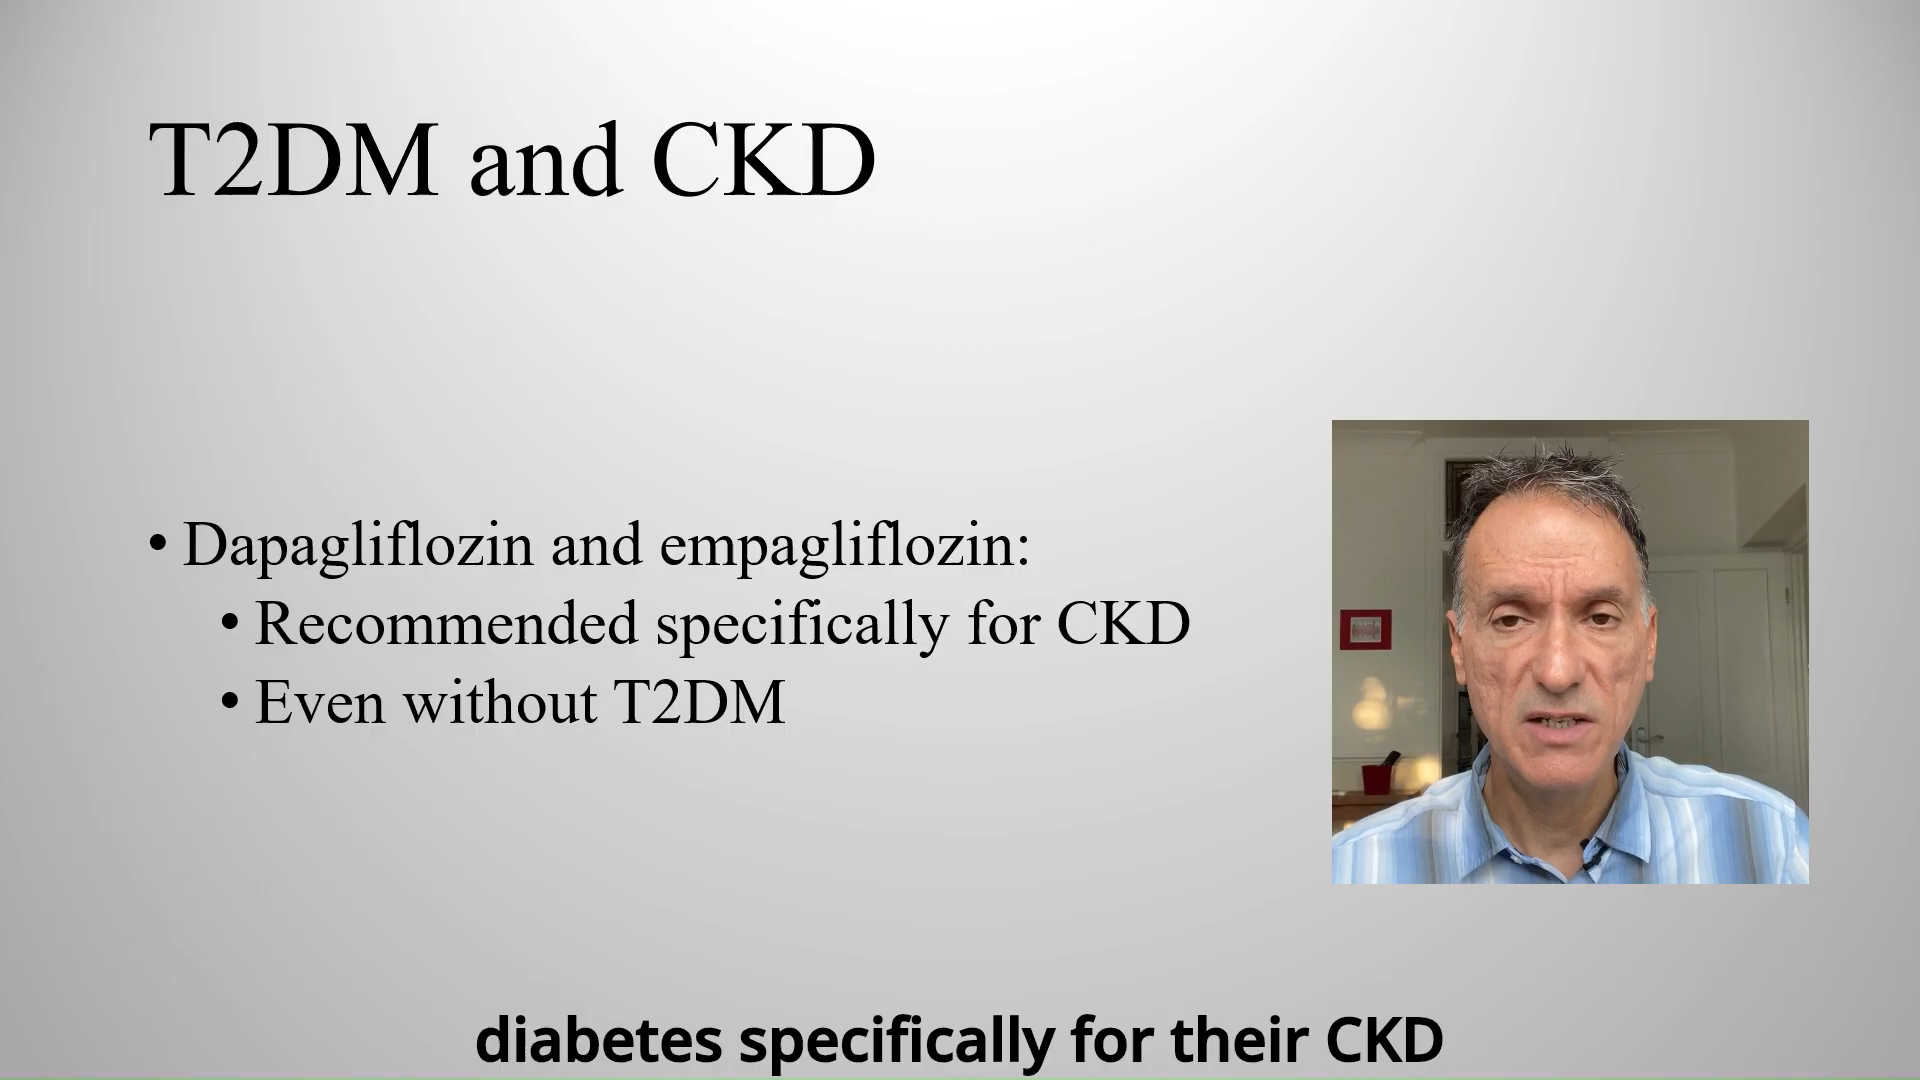 T2DM and CKD
• Dapagliflozin and empagliflozin:
• Recommended specifically for CKD
• Even without T2DM
diabetes specifically for their CKD